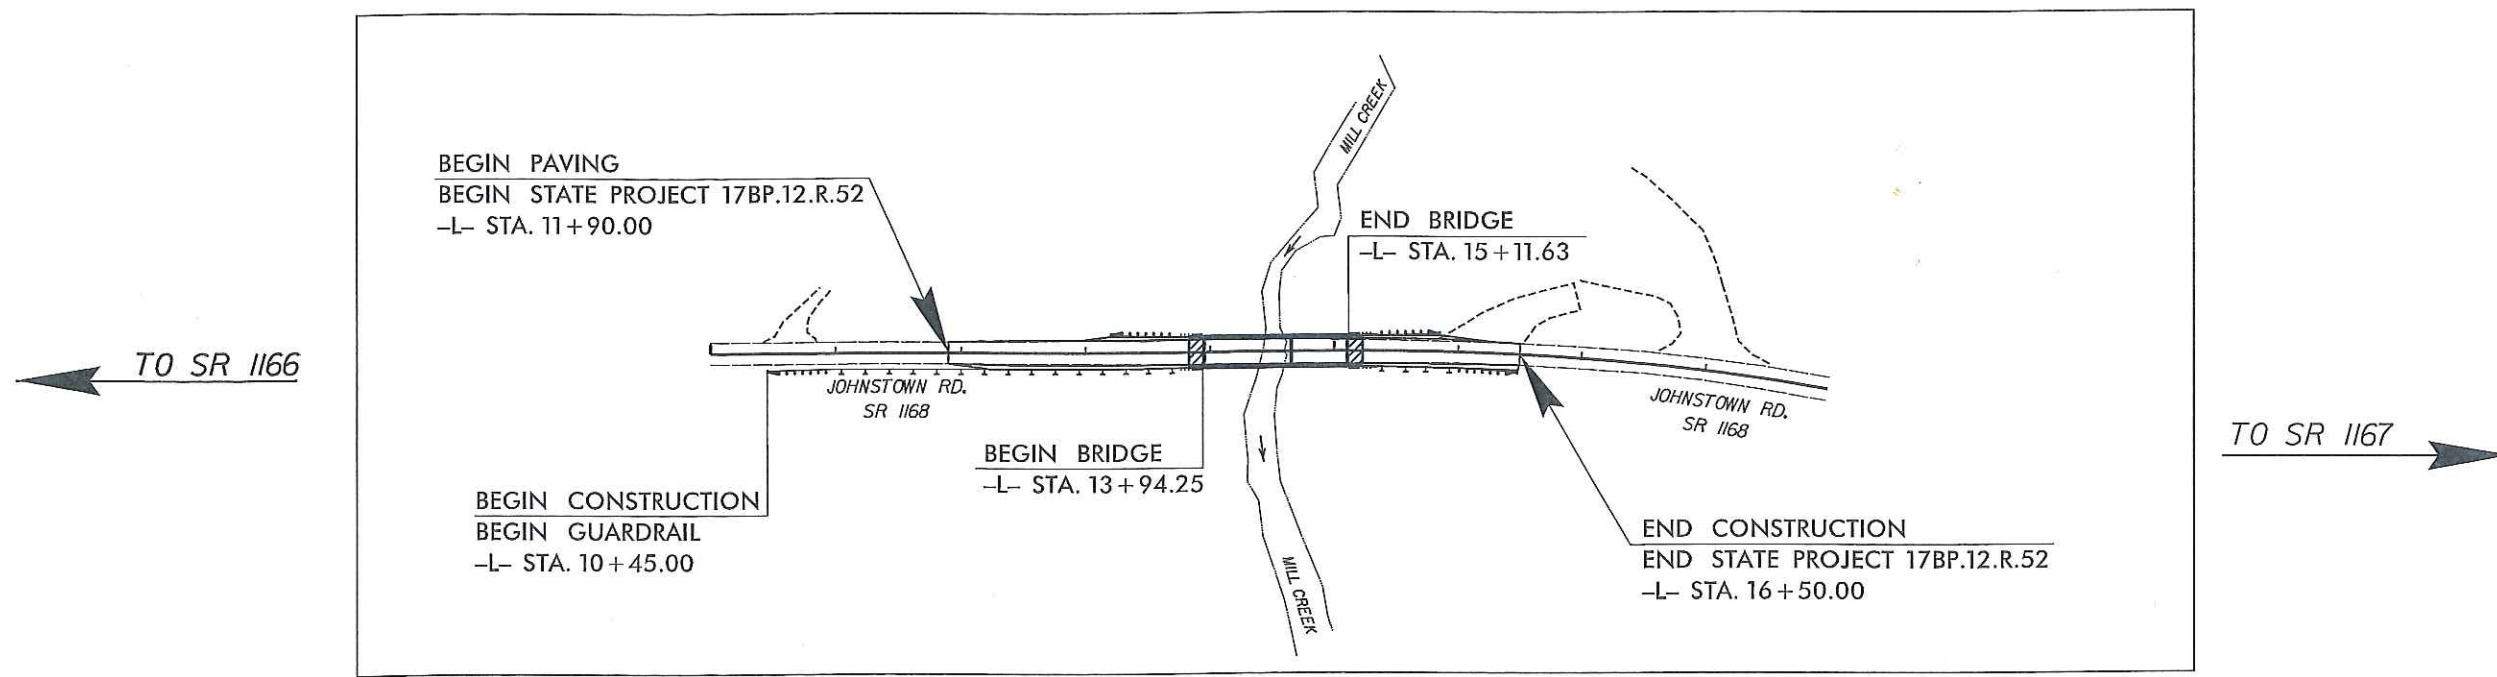 BEGIN PAVING
BEGIN STATE PROJECT 17BP.12.R.52
-L- STA. 11+90.00
MILL CREEK
END BRIDGE
-L- STA. 15+11.63
TO SR 1166
JOHNSTOWN RD.
SR 1168
JOHNSTOWN RD.
SR 1168
TO SR 1167
BEGIN BRIDGE
-L- STA. 13+94.25
BEGIN CONSTRUCTION
BEGIN GUARDRAIL
-L- STA. 10+45.00
END CONSTRUCTION
END STATE PROJECT 17BP.12.R.52
-L- STA. 16+50.00
MILL CREEK